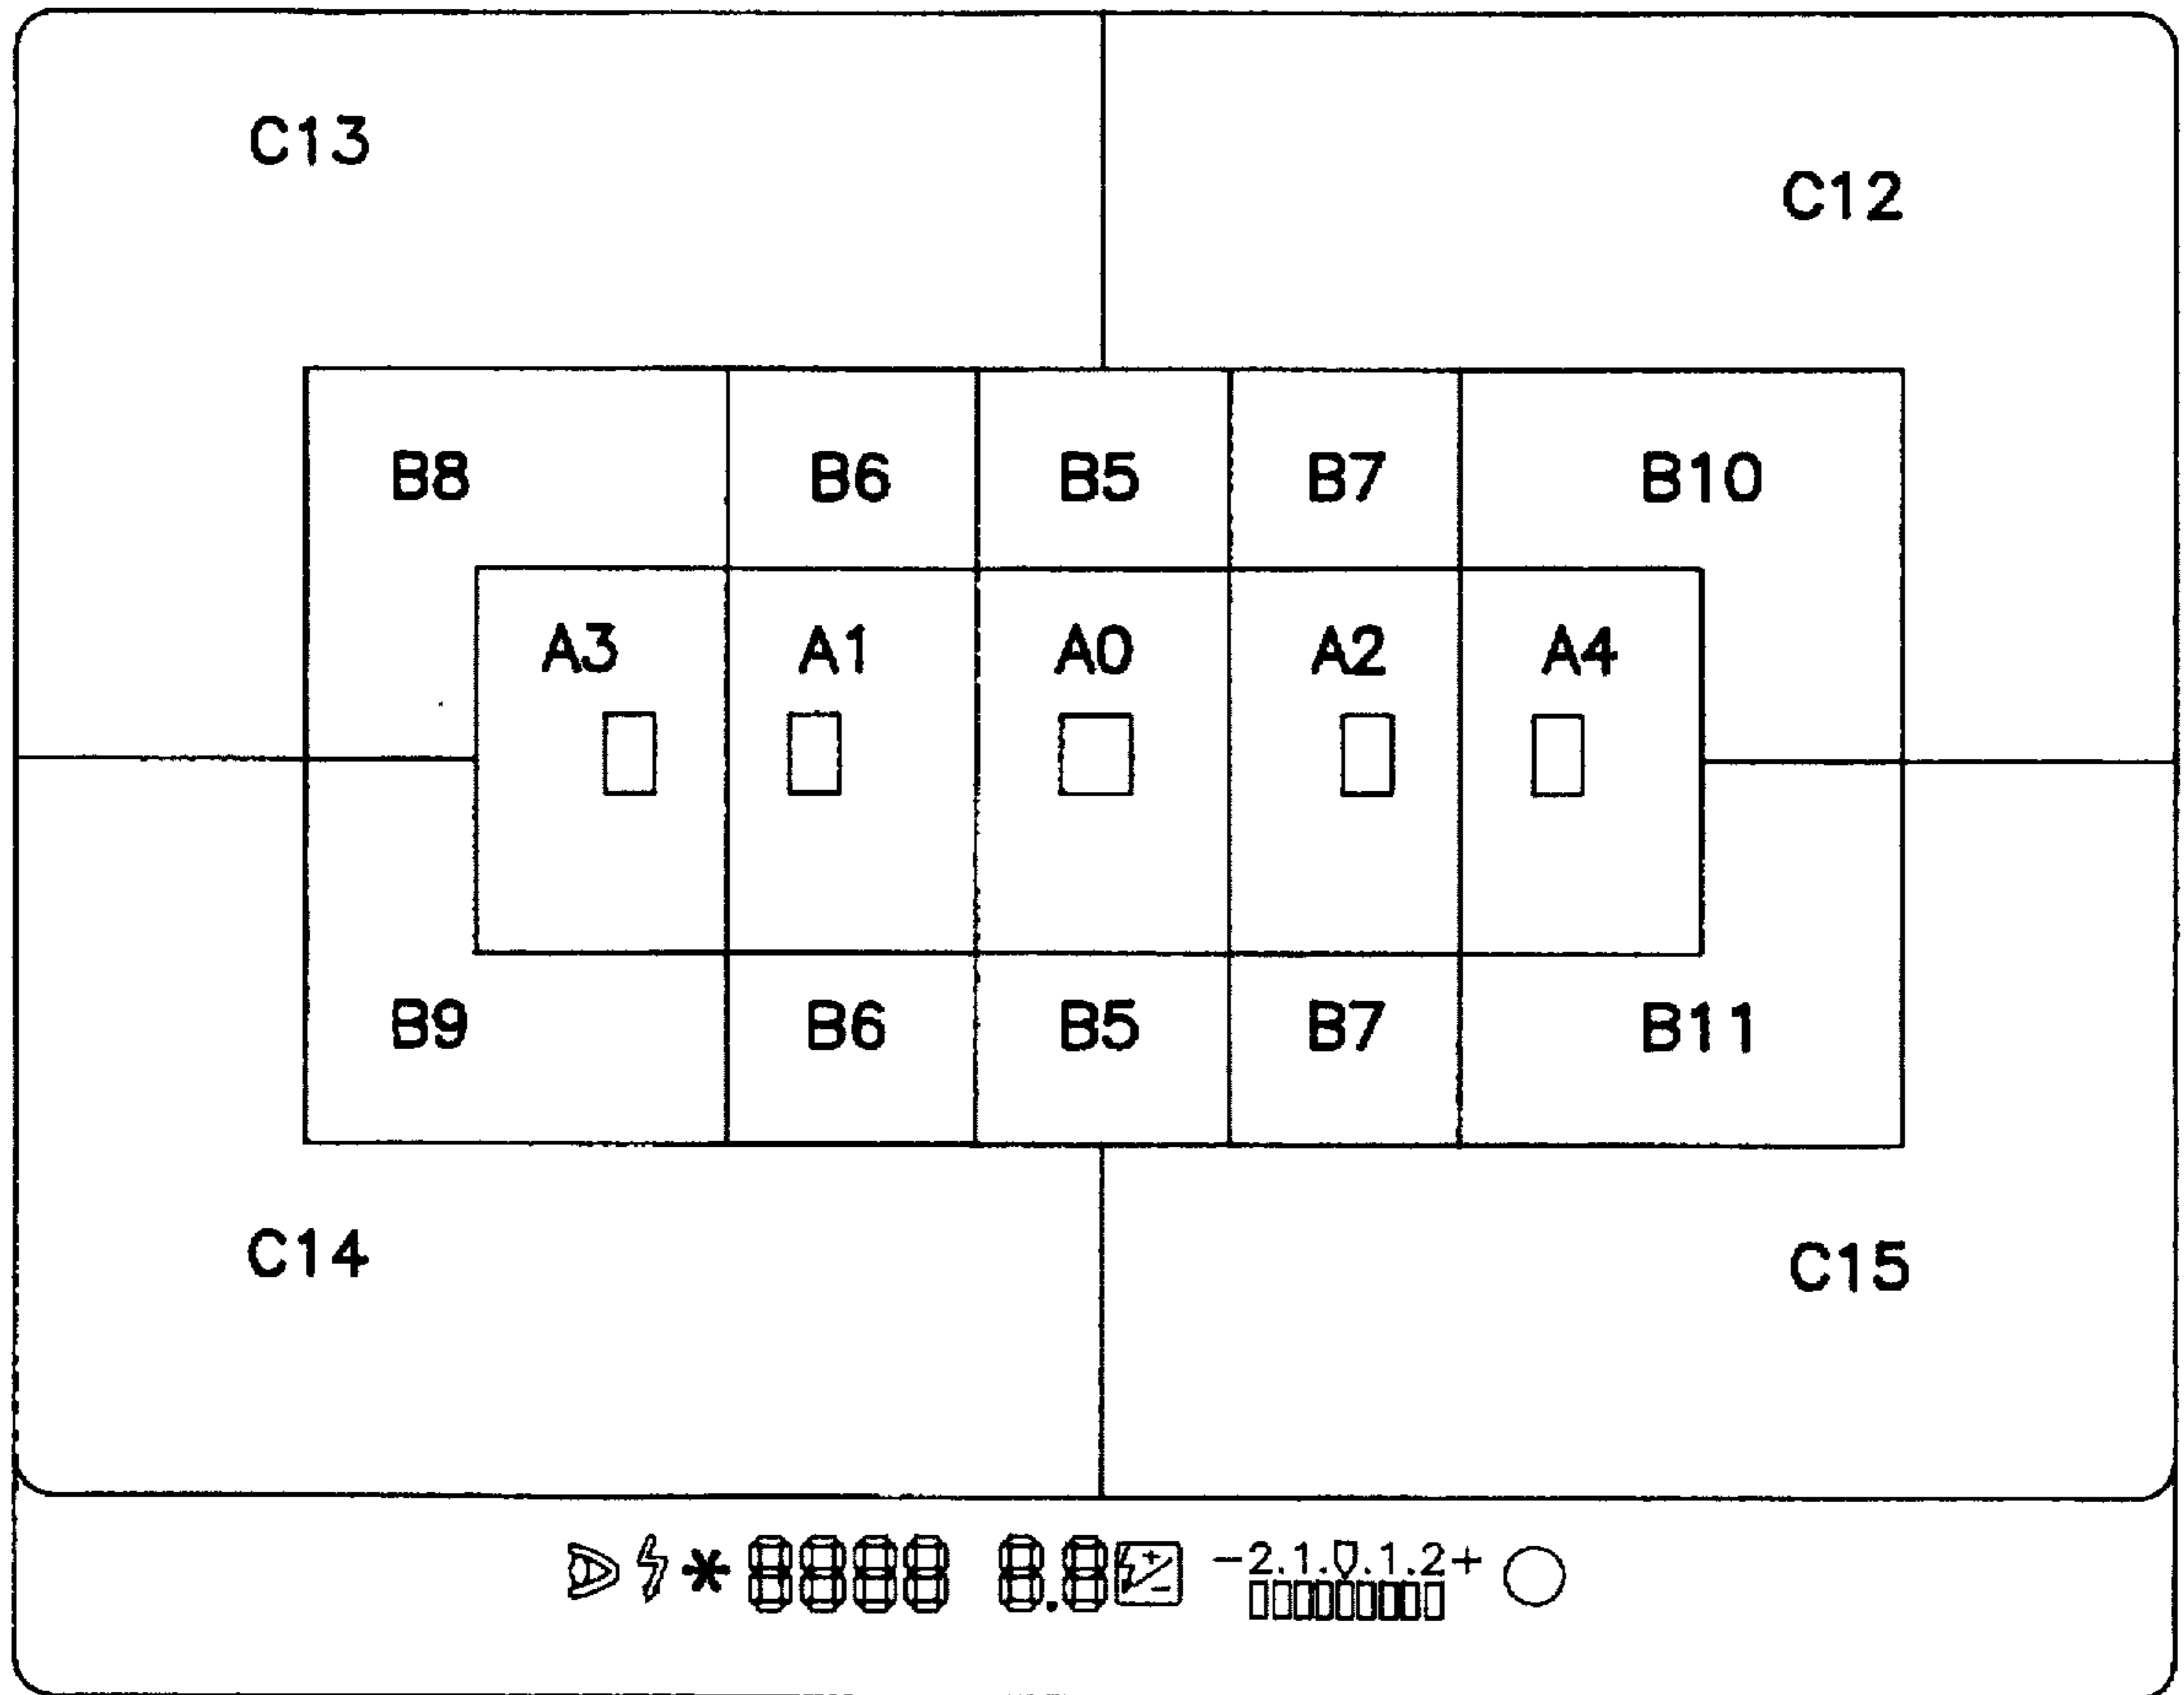 C13
C12
B8 B6 B5 B7 B10
A3 A1 A0 A2 A4
B9 B6 B5 B7 B11
C14
C15
* 8888 8.8 +- -2.1.0.1.2+